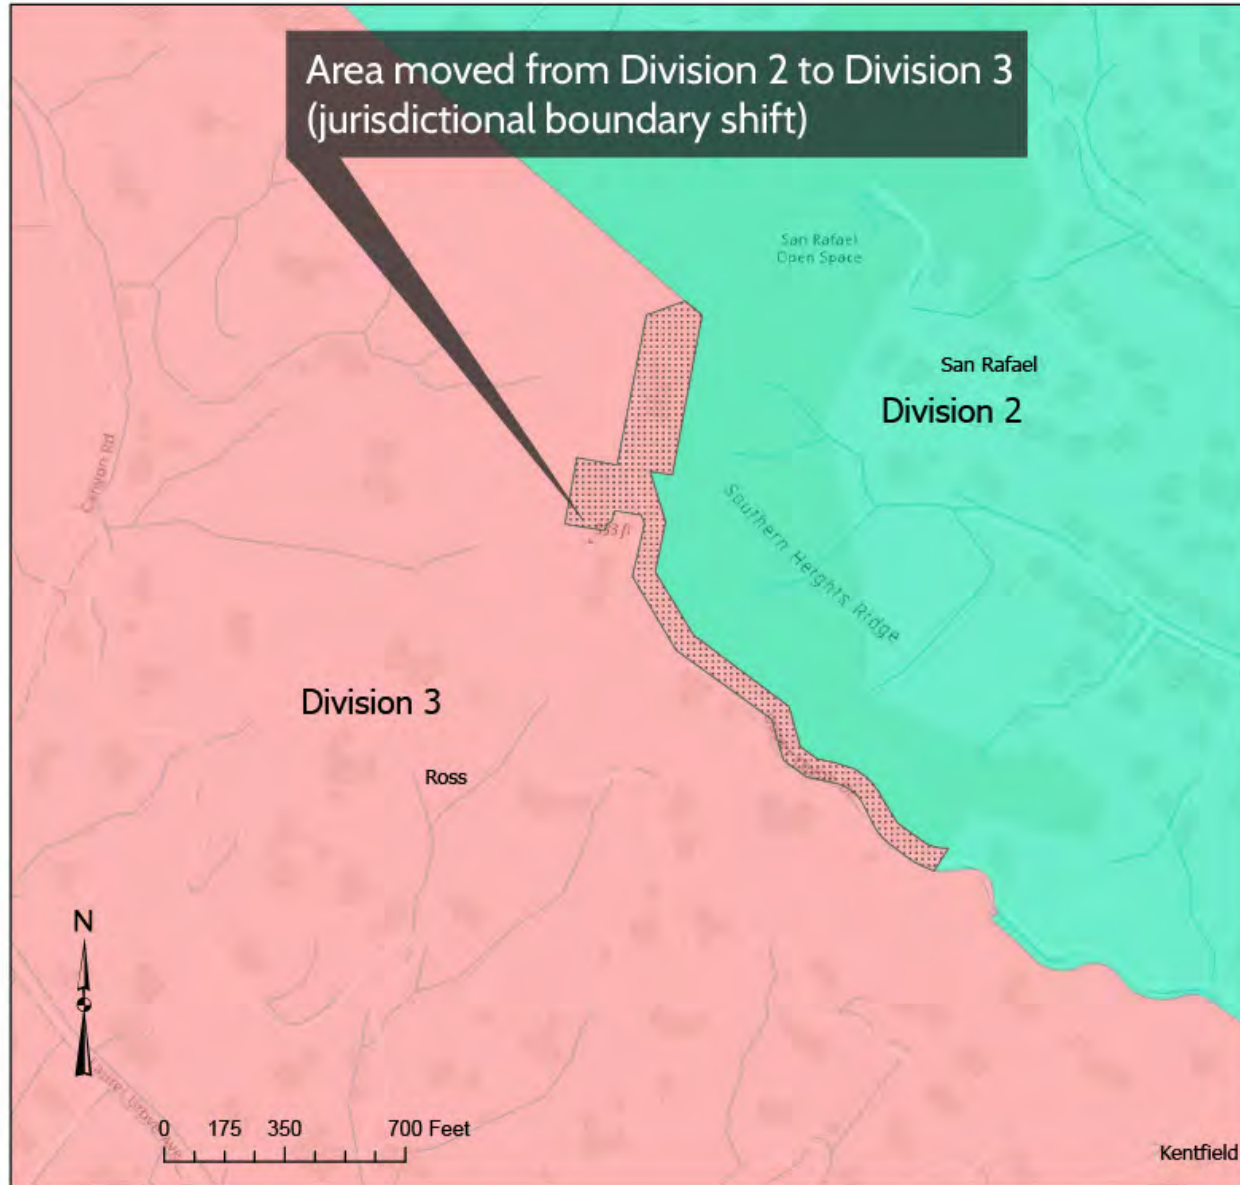 Area moved from Division 2 to Division 3
(jurisdictional boundary shift)
San Rafael
Open Space
San Rafael
Division 2
Canyon Rd
Southern Heights Ridge
Division 3
Ross
N
0 175 350 700 Feet
Kentfield